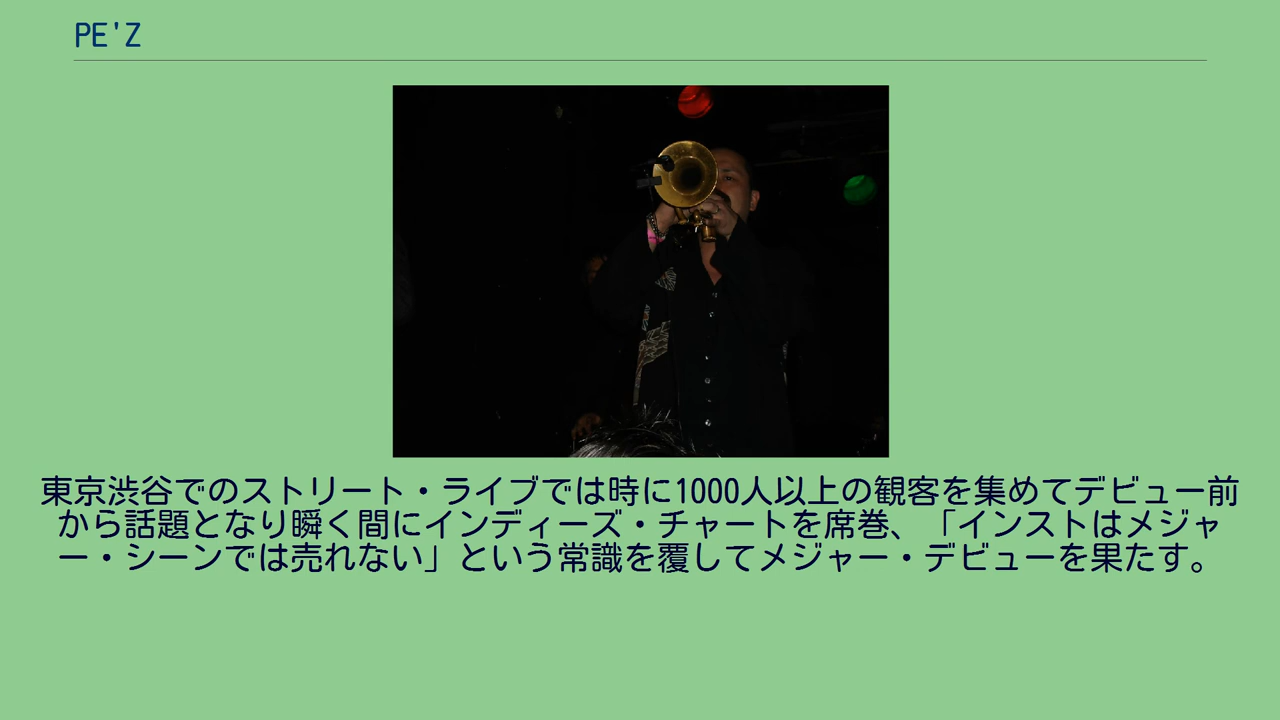 PE'Z
東京渋谷でのストリート・ライブでは時に1000人以上の観客を集めてデビュー前
から話題となり瞬く間にインディーズ・チャートを席巻、「インストはメジャ
ー・シーンでは売れない」という常識を覆してメジャー・デビューを果たす。